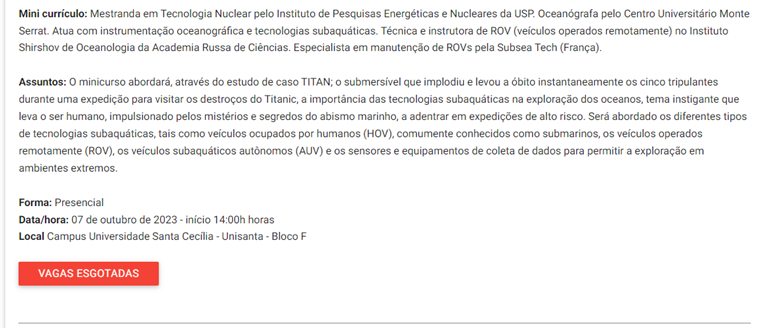 Mini currículo: Mestranda em Tecnologia Nuclear pelo Instituto de Pesquisas Energéticas e Nucleares da USP. Oceanógrafa pelo Centro Universitário Monte
Serrat. Atua com instrumentação oceanográfica e tecnologias subaquáticas. Técnica e instrutora de ROV (veículos operados remotamente) no Instituto
Shirshov de Oceanologia da Academia Russa de Ciências. Especialista em manutenção de ROVs pela Subsea Tech (França).
Assuntos: O minicurso abordará, através do estudo de caso TITAN; o submersível que implodiu e levou a óbito instantaneamente os cinco tripulantes
durante uma expedição para visitar os destroços do Titanic, a importância das tecnologias subaquáticas na exploração dos oceanos, tema instigante que
leva o ser humano, impulsionado pelos mistérios e segredos do abismo marinho, a adentrar em expedições de alto risco. Será abordado os diferentes tipos
de tecnologias subaquáticas, tais como veículos ocupados por humanos (HOV), comumente conhecidos como submarinos, os veículos operados
remotamente (ROV), os veículos subaquáticos autônomos (AUV) e os sensores e equipamentos de coleta de dados para permitir a exploração em
ambientes extremos.
Forma: Presencial
Data/hora: 07 de outubro de 2023 - início 14:00h horas
Local Campus Universidade Santa Cecília - Unisanta - Bloco F
VAGAS ESGOTADAS